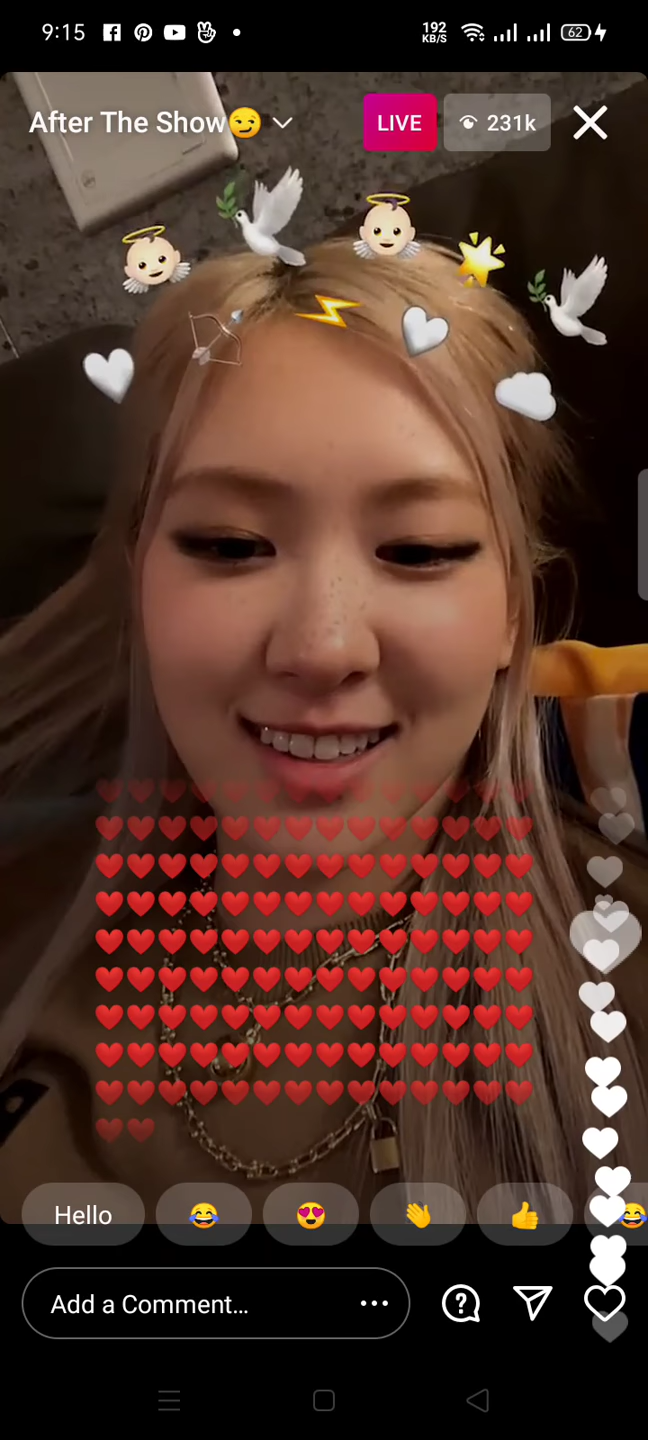 9:15
192
KB/S
62
After The Show😏
LIVE
231k
Hello
Add a Comment...